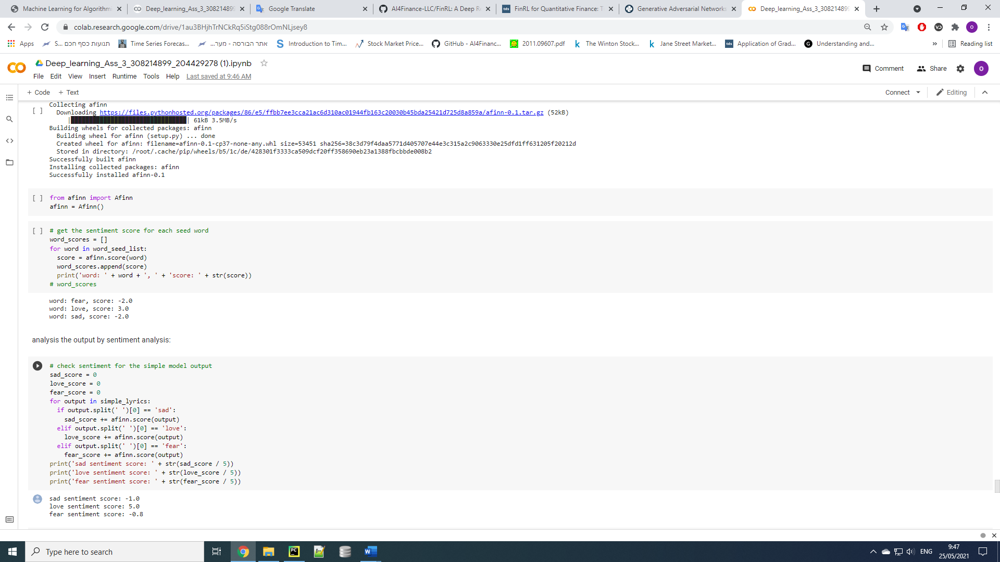 Machine Learning for Algorithmi
Deep_learning_Ass_3_308214899
Google Translate
AI4Finance-LLC/FinRL: A Deep R
FinRL for Quantitative Finance: T
Generative Adversarial Networks
Deep_learning_Ass_3_308214899
colab.research.google.com/drive/1au3BHjhTrNCkRq5iStg088rOmNLjsey8
Apps
S... תנועות כסף חכם
Time Series Forecas...
אתר הבורסה - מער...
Introduction to Tim...
Stock Market Price...
GitHub - AI4Financ...
2011.09607.pdf
The Winton Stock...
Jane Street Market...
Application of Grad...
Understanding and...
»
Reading list
Deep_learning_Ass_3_308214899_204429278 (1).ipynb
Comment
Share
File Edit View Insert Runtime Tools Help Last saved at 9:46 AM
+ Code + Text
Connect
Editing
Collecting afinn
[ ] Downloading https://files.pythonhosted.org/packages/86/e5/ffbb7ee3cca21ac6d310ac01944fb163c20030b45bda25421d725d8a859a/afinn-0.1.tar.gz (52kB)
|████████████████████████████████| 61kB 3.5MB/s
Building wheels for collected packages: afinn
Building wheel for afinn (setup.py) ... done
Created wheel for afinn: filename=afinn-0.1-cp37-none-any.whl size=53451 sha256=38c3d79f4daa5771d405707e44e3c315a2c9063330e25dfd1ff631205f20212d
Stored in directory: /root/.cache/pip/wheels/b5/1c/de/428301f3333ca509dcf20ff358690eb23a1388fbcbbde008b2
Successfully built afinn
Installing collected packages: afinn
Successfully installed afinn-0.1
[ ] from afinn import Afinn
afinn = Afinn()
[ ] # get the sentiment score for each seed word
word_scores = []
for word in word_seed_list:
score = afinn.score(word)
word_scores.append(score)
print('word: ' + word + ', ' + 'score: ' + str(score))
# word_scores
word: fear, score: -2.0
word: love, score: 3.0
word: sad, score: -2.0
analysis the output by sentiment analysis:
# check sentiment for the simple model output
sad_score = 0
love_score = 0
fear_score = 0
for output in simple_lyrics:
if output.split(' ')[0] == 'sad':
sad_score += afinn.score(output)
elif output.split(' ')[0] == 'love':
love_score += afinn.score(output)
elif output.split(' ')[0] == 'fear':
fear_score += afinn.score(output)
print('sad sentiment score: ' + str(sad_score / 5))
print('love sentiment score: ' + str(love_score / 5))
print('fear sentiment score: ' + str(fear_score / 5))
sad sentiment score: -1.0
love sentiment score: 5.0
fear sentiment score: -0.8
Type here to search
ENG
9:47
25/05/2021